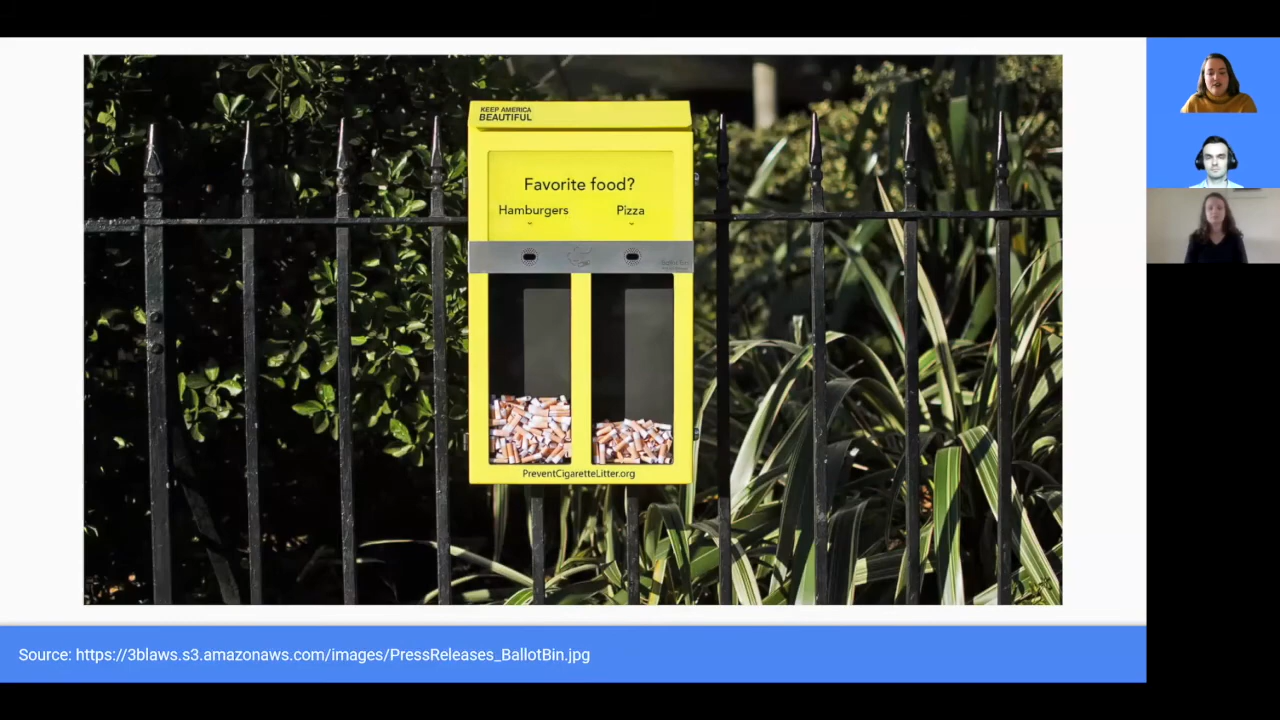 KEEP AMERICA
BEAUTIFUL
Favorite food?
Hamburgers Pizza
PreventCigaretteLitter.org
Source: https://3blaws.s3.amazonaws.com/images/PressReleases_BallotBin.jpg